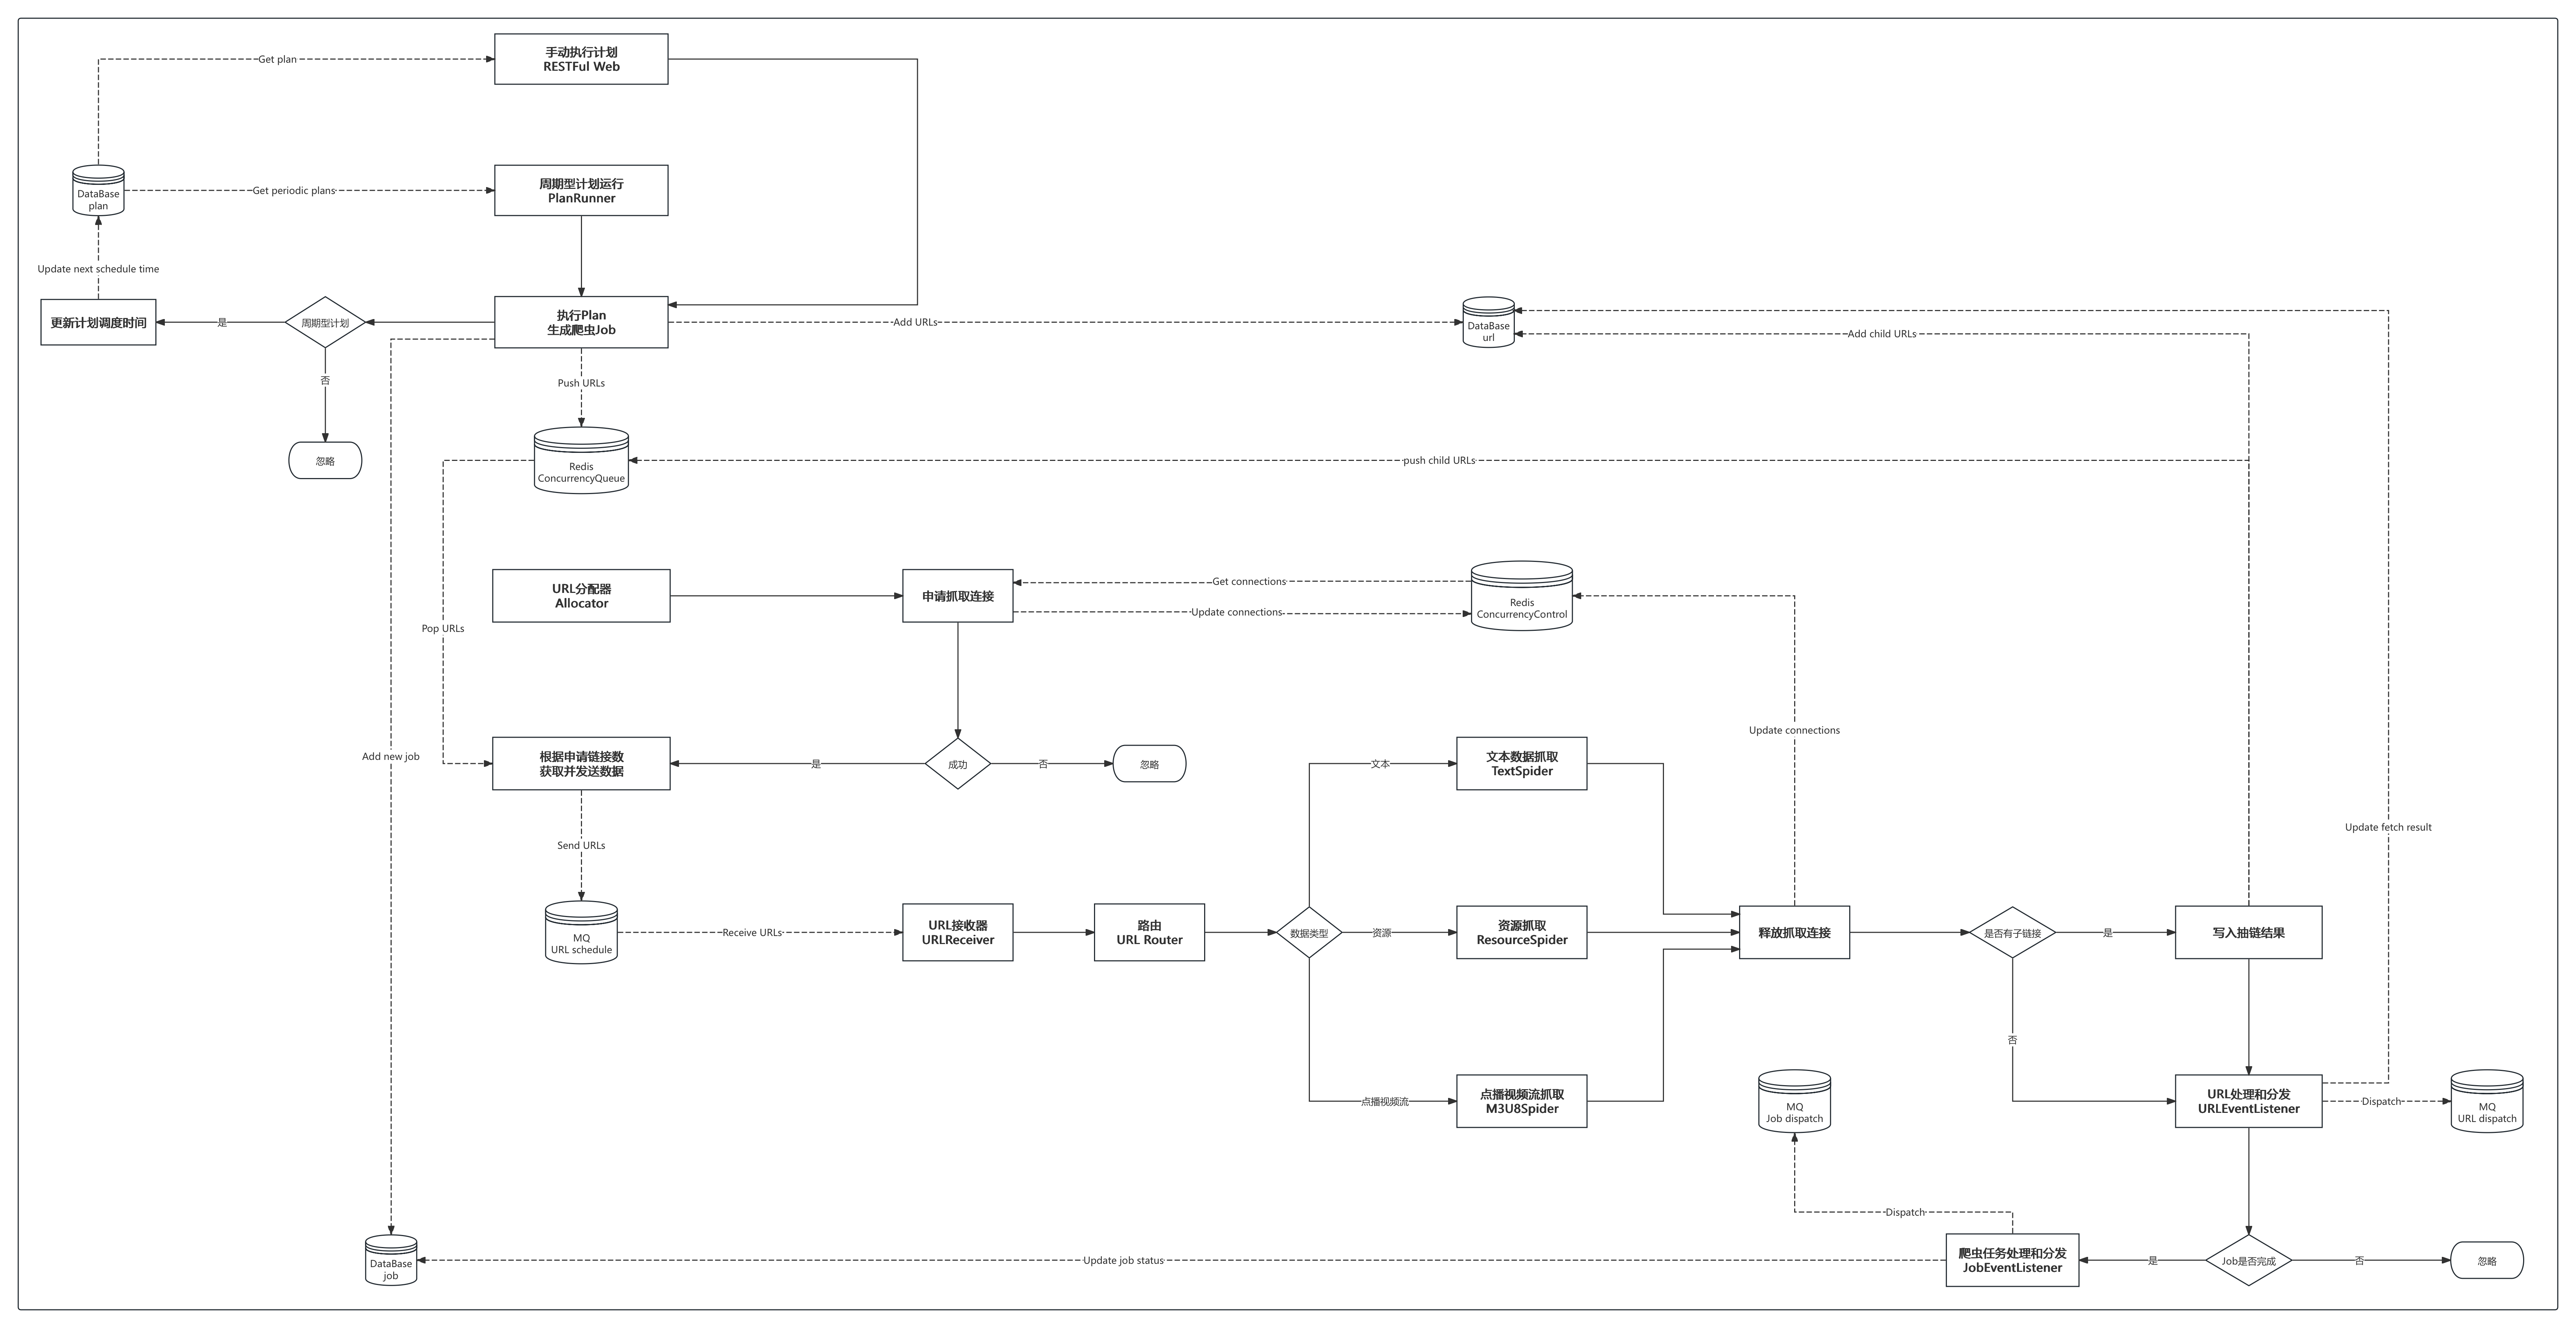 手动执行计划
RESTFul Web
Get plan
周期型计划运行
PlanRunner
Get periodic plans
DataBase
plan
Update next schedule time
更新计划调度时间
是
周期型计划
执行Plan
生成爬虫Job
Add URLs
DataBase
url
Add child URLs
否
Push URLs
忽略
Redis
ConcurrencyQueue
push child URLs
URL分配器
Allocator
申请抓取连接
Get connections
Update connections
Redis
ConcurrencyControl
Pop URLs
Update connections
Add new job
根据申请链接数
获取并发送数据
是
成功
否
忽略
文本
文本数据抓取
TextSpider
Update fetch result
Send URLs
MQ
URL schedule
Receive URLs
URL接收器
URLReceiver
路由
URL Router
数据类型
资源
资源抓取
ResourceSpider
释放抓取连接
是否有子链接
是
写入抽链结果
否
点播视频流
点播视频流抓取
M3U8Spider
MQ
Job dispatch
URL处理和分发
URLEventListener
Dispatch
MQ
URL dispatch
Dispatch
DataBase
job
Update job status
爬虫任务处理和分发
JobEventListener
是
Job是否完成
否
忽略